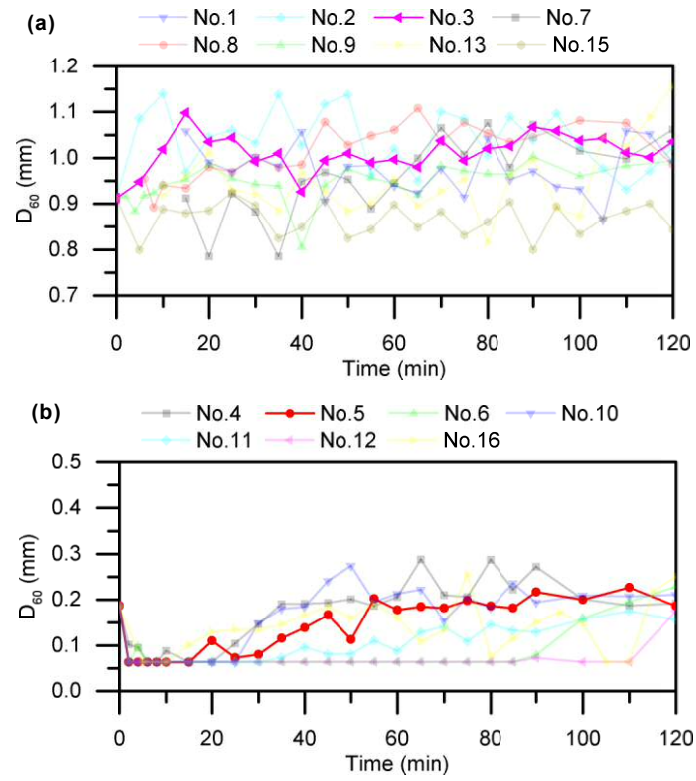 (a)
No.1 No.2 No.3 No.7
No.8 No.9 No.13 No.15
1.2
1.1
1.0
0.9
0.8
0.7
D60 (mm)
0 20 40 60 80 100 120
Time (min)
(b)
No.4 No.5 No.6 No.10
No.11 No.12 No.16
0.5
0.4
0.3
0.2
0.1
0.0
D60 (mm)
0 20 40 60 80 100 120
Time (min)